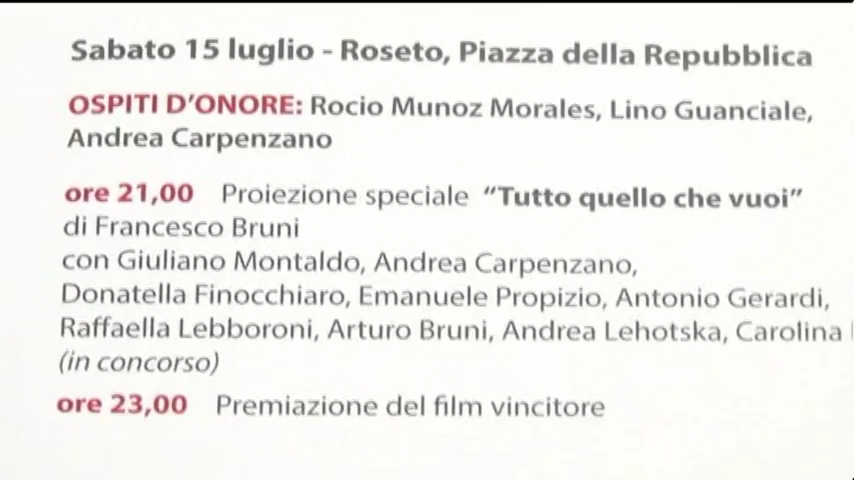 Sabato 15 luglio - Roseto, Piazza della Repubblica
OSPITI D'ONORE: Rocio Munoz Morales, Lino Guanciale,
Andrea Carpenzano
ore 21,00 Proiezione speciale “Tutto quello che vuoi”
di Francesco Bruni
con Giuliano Montaldo, Andrea Carpenzano,
Donatella Finocchiaro, Emanuele Propizio, Antonio Gerardi,
Raffaella Lebboroni, Arturo Bruni, Andrea Lehotska, Carolina
(in concorso)
ore 23,00 Premiazione del film vincitore